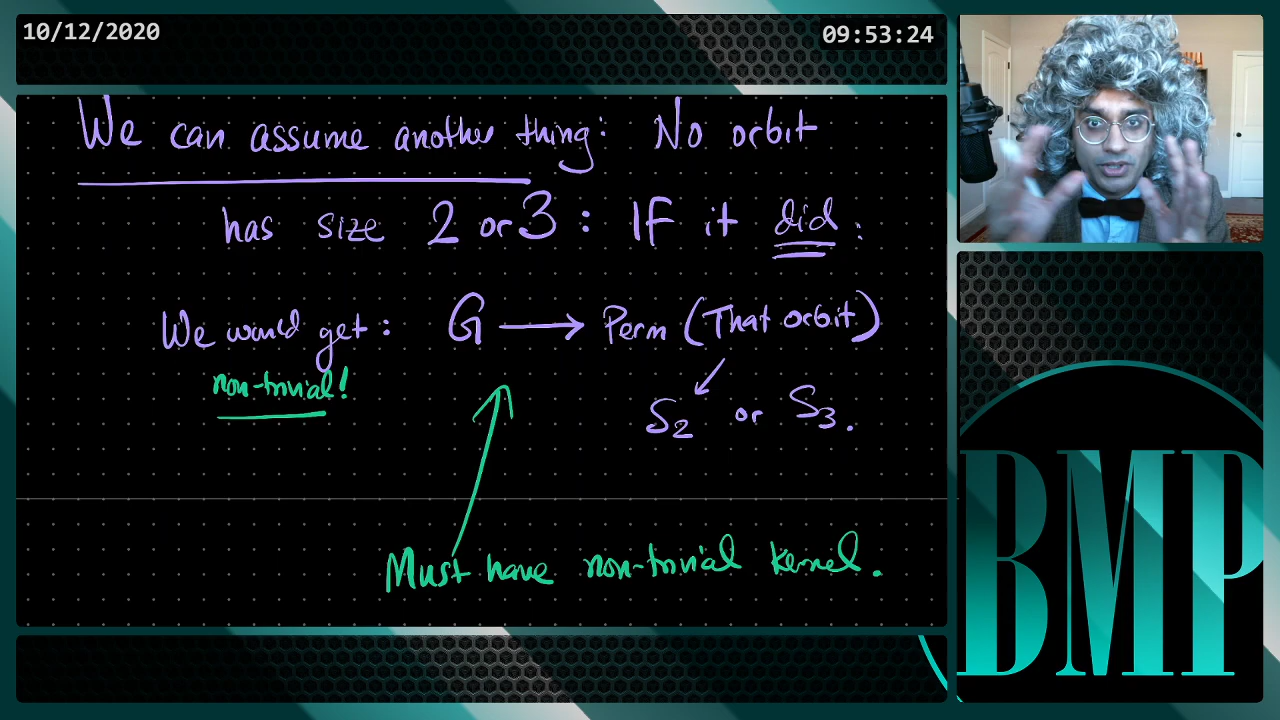 10/12/2020
09:53:24
We can assume another thing: No orbit
has size 2 or 3: IF it did:
We would get: G → Perm (That orbit)
non-trivial!
S₂ or S₃.
Must have non-trivial kernel.
BMP